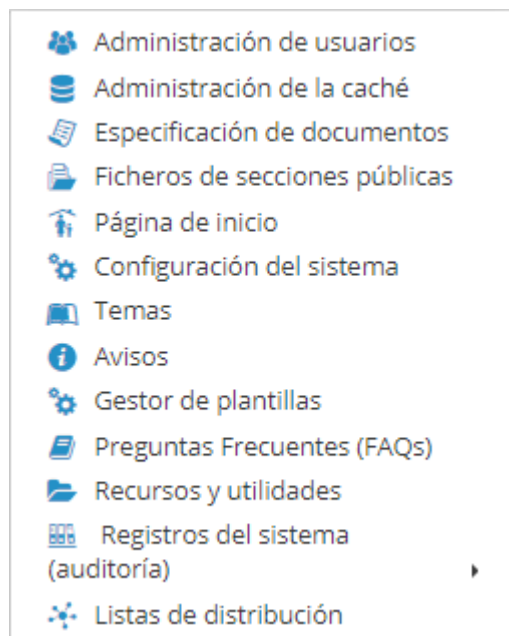 Administración de usuarios
Administración de la caché
Especificación de documentos
Ficheros de secciones públicas
Página de inicio
Configuración del sistema
Temas
Avisos
Gestor de plantillas
Preguntas Frecuentes (FAQs)
Recursos y utilidades
Registros del sistema
(auditoría)
Listas de distribución